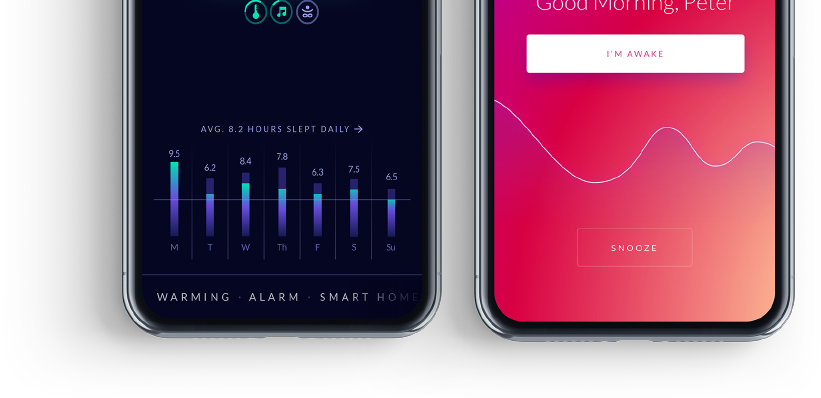 AVG. 8.2 HOURS SLEPT DAILY →
9.5 6.2 8.4 7.8 6.3 7.5 6.5
M T W Th F S Su
WARMING · ALARM · SMART HOME
Good Morning, Peter
I'M AWAKE
SNOOZE